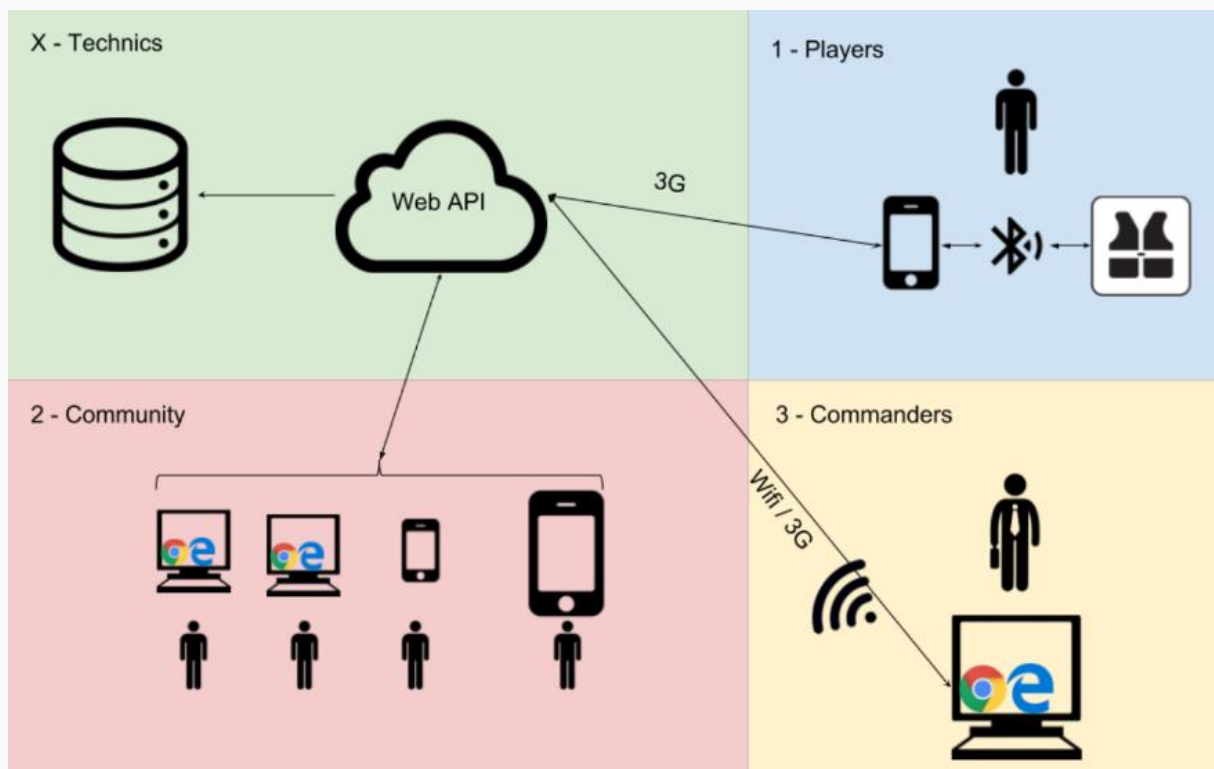 X - Technics
1 - Players
Web API
3G
2 - Community
3 - Commanders
Wifi / 3G